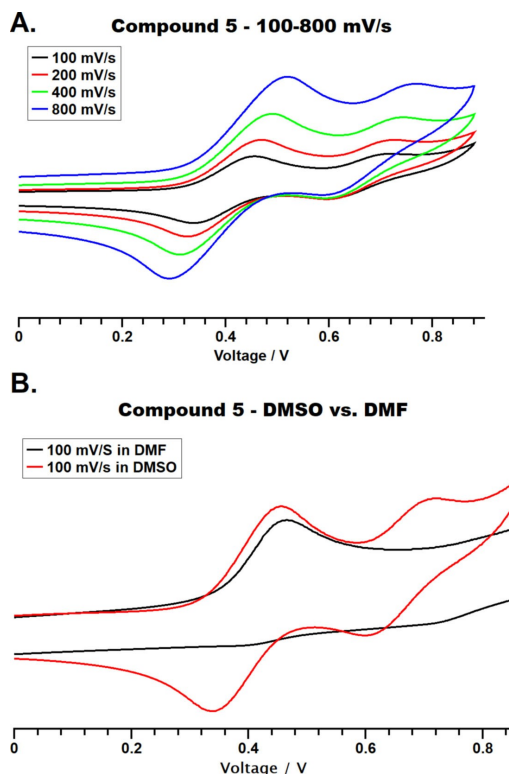 A.
Compound 5 - 100-800 mV/s
100 mV/s
200 mV/s
400 mV/s
800 mV/s
0 0.2 0.4 0.6 0.8
Voltage / V
B.
Compound 5 - DMSO vs. DMF
100 mV/S in DMF
100 mV/s in DMSO
0 0.2 0.4 0.6 0.8
Voltage / V